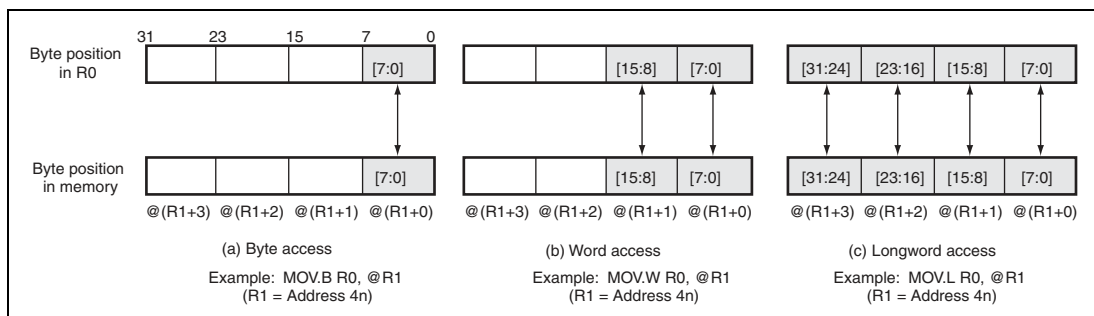 31 23 15 7 0
Byte position
in R0
[7:0] [15:8] [7:0] [31:24] [23:16] [15:8] [7:0]
Byte position
in memory
[7:0] [15:8] [7:0] [31:24] [23:16] [15:8] [7:0]
@(R1+3) @(R1+2) @(R1+1) @(R1+0) @(R1+3) @(R1+2) @(R1+1) @(R1+0) @(R1+3) @(R1+2) @(R1+1) @(R1+0)
(a) Byte access (b) Word access (c) Longword access
Example: MOV.B R0, @R1 Example: MOV.W R0, @R1 Example: MOV.L R0, @R1
(R1 = Address 4n) (R1 = Address 4n) (R1 = Address 4n)